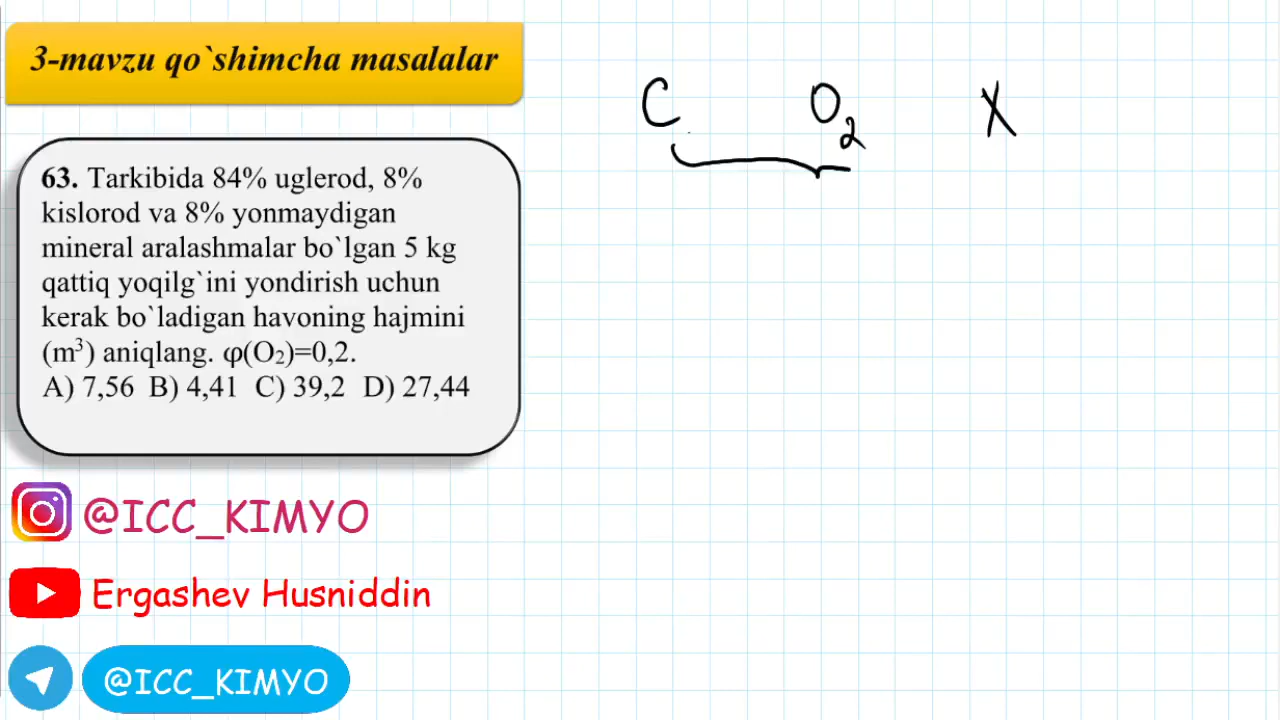 3-mavzu qo`shimcha masalalar
63. Tarkibida 84% uglerod, 8%
kislorod va 8% yonmaydigan
mineral aralashmalar bo`lgan 5 kg
qattiq yoqilg`ini yondirish uchun
kerak bo`ladigan havoning hajmini
(m³) aniqlang. φ(O₂)=0,2.
A) 7,56 B) 4,41 C) 39,2 D) 27,44
C O₂ X
@ICC_KIMYO
Ergashev Husniddin
@ICC_KIMYO